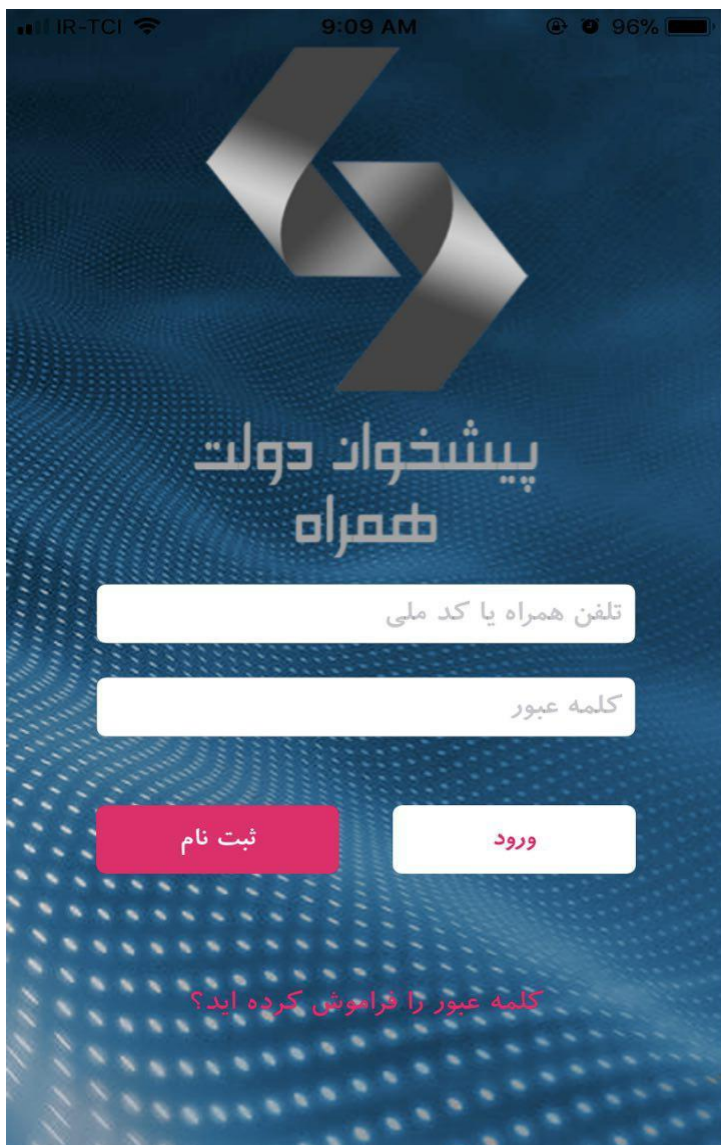 IR-TCI 9:09 AM 96%
پیشخوان دولت
همراه
تلفن همراه یا کد ملی
کلمه عبور
ورود ثبت نام
کلمه عبور را فراموش کرده اید؟